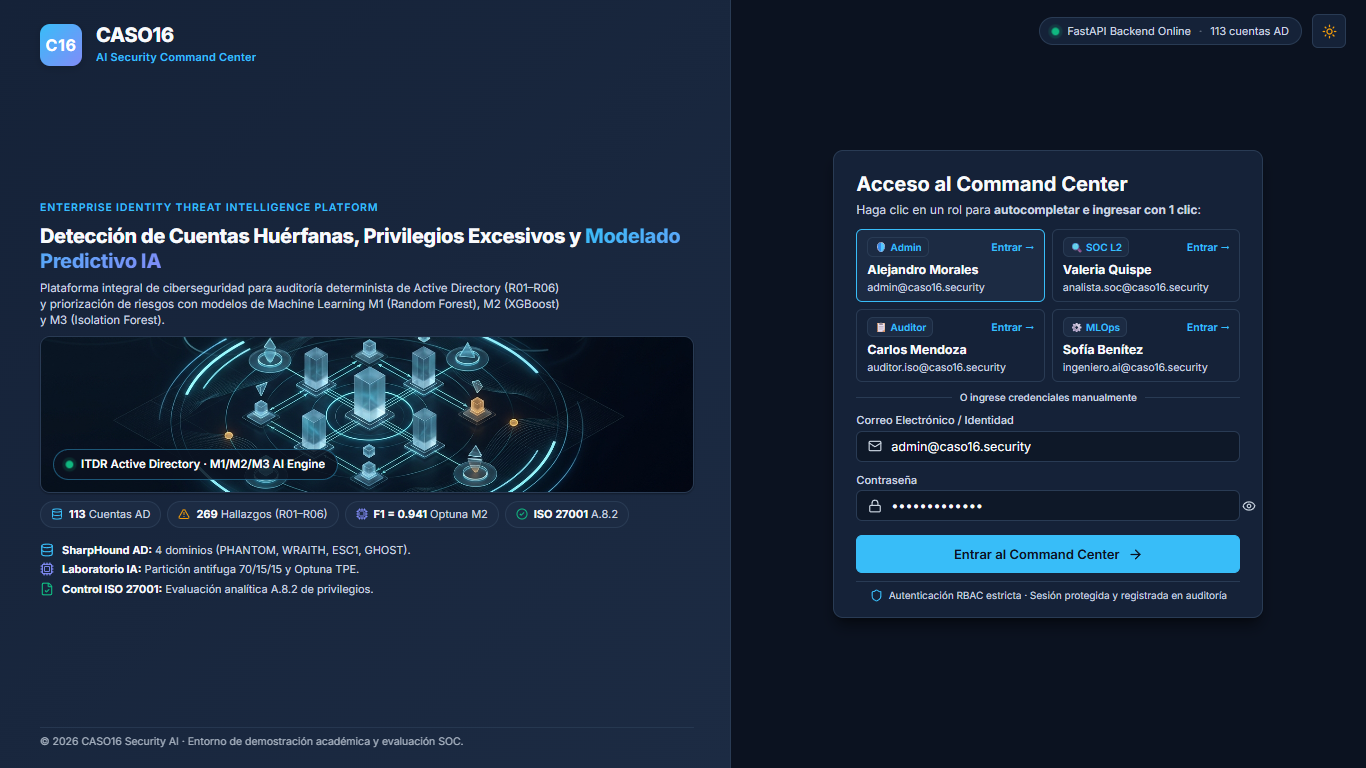 C16
CASO16
AI Security Command Center
ENTERPRISE IDENTITY THREAT INTELLIGENCE PLATFORM
Detección de Cuentas Huérfanas, Privilegios Excesivos y Modelado
Predictivo IA
Plataforma integral de ciberseguridad para auditoría determinista de Active Directory (R01–R06)
y priorización de riesgos con modelos de Machine Learning M1 (Random Forest), M2 (XGBoost)
y M3 (Isolation Forest).
ITDR Active Directory · M1/M2/M3 AI Engine
113 Cuentas AD
269 Hallazgos (R01–R06)
F1 = 0.941 Optuna M2
ISO 27001 A.8.2
SharpHound AD: 4 dominios (PHANTOM, WRAITH, ESC1, GHOST).
Laboratorio IA: Partición antifuga 70/15/15 y Optuna TPE.
Control ISO 27001: Evaluación analítica A.8.2 de privilegios.
© 2026 CASO16 Security AI · Entorno de demostración académica y evaluación SOC.
FastAPI Backend Online · 113 cuentas AD
Acceso al Command Center
Haga clic en un rol para autocompletar e ingresar con 1 clic:
Admin Entrar →
Alejandro Morales
admin@caso16.security
SOC L2 Entrar →
Valeria Quispe
analista.soc@caso16.security
Auditor Entrar →
Carlos Mendoza
auditor.iso@caso16.security
MLOps Entrar →
Sofía Benítez
ingeniero.ai@caso16.security
O ingrese credenciales manualmente
Correo Electrónico / Identidad
admin@caso16.security
Contraseña
•••••••••••••
Entrar al Command Center →
Autenticación RBAC estricta · Sesión protegida y registrada en auditoría